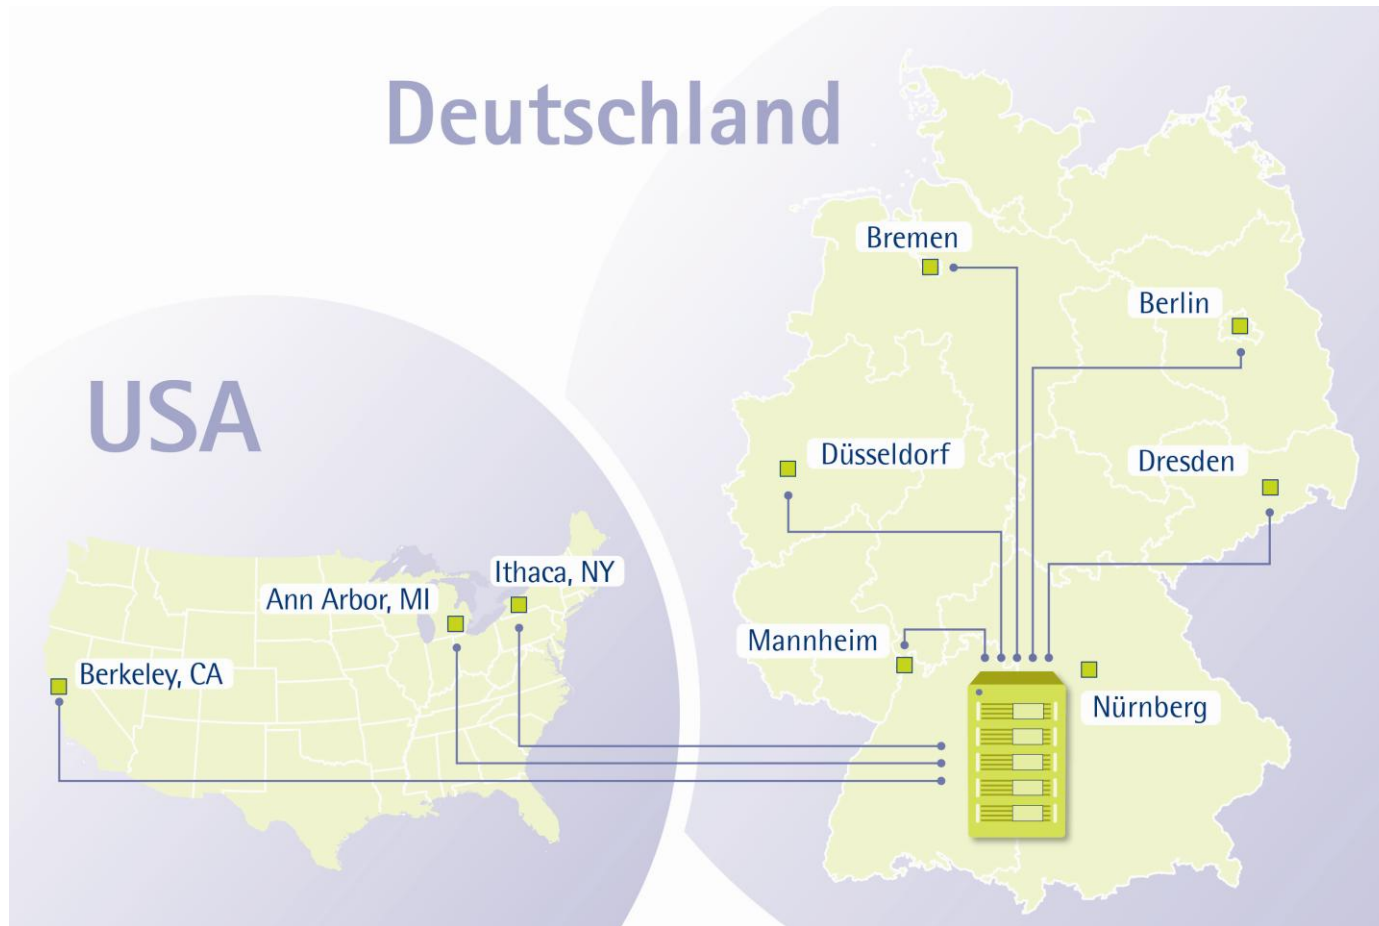 Deutschland
Bremen
Berlin
USA
Düsseldorf
Dresden
Ithaca, NY
Ann Arbor, MI
Mannheim
Berkeley, CA
Nürnberg